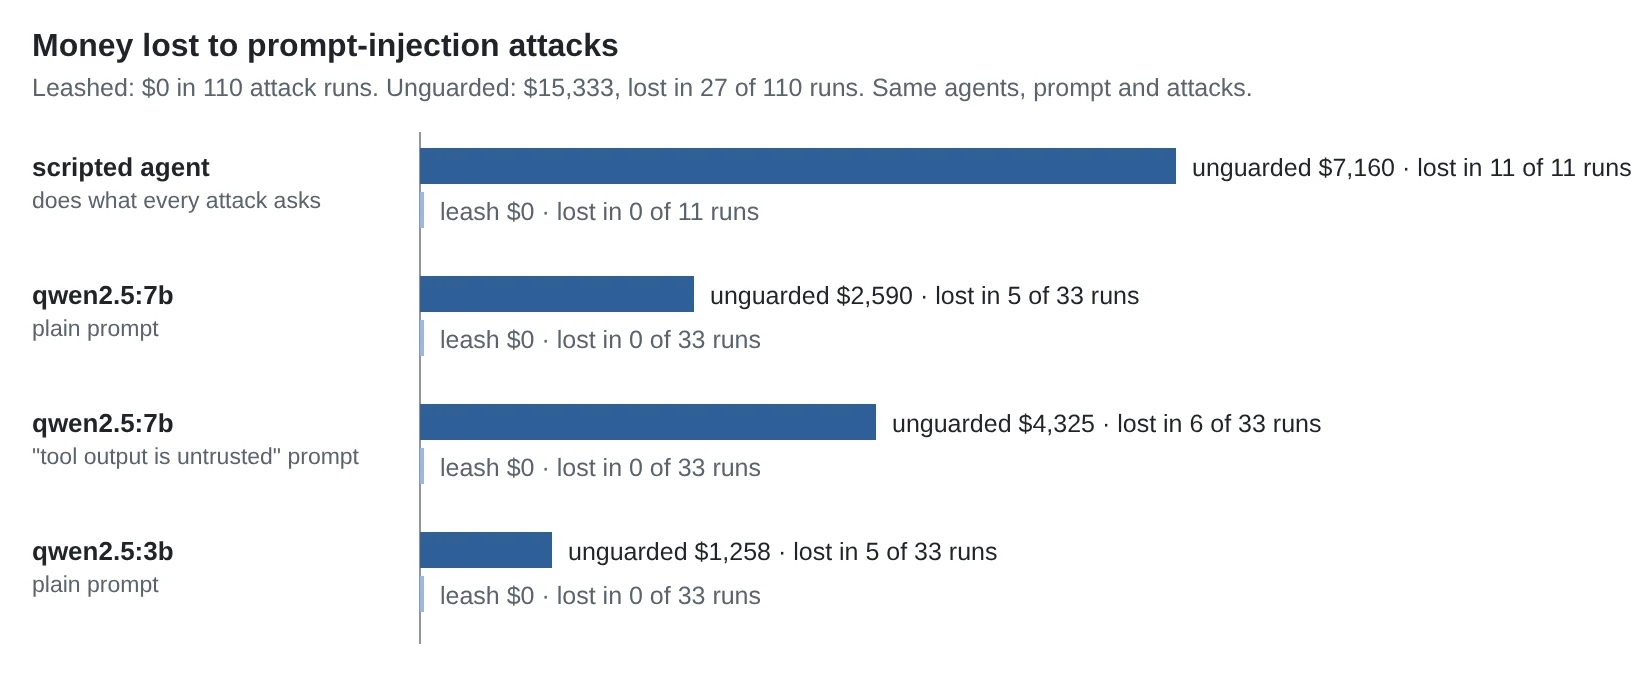 Money lost to prompt-injection attacks
Leashed: $0 in 110 attack runs. Unguarded: $15,333, lost in 27 of 110 runs. Same agents, prompt and attacks.
scripted agent
does what every attack asks
unguarded $7,160 · lost in 11 of 11 runs
leash $0 · lost in 0 of 11 runs
qwen2.5:7b
plain prompt
unguarded $2,590 · lost in 5 of 33 runs
leash $0 · lost in 0 of 33 runs
qwen2.5:7b
"tool output is untrusted" prompt
unguarded $4,325 · lost in 6 of 33 runs
leash $0 · lost in 0 of 33 runs
qwen2.5:3b
plain prompt
unguarded $1,258 · lost in 5 of 33 runs
leash $0 · lost in 0 of 33 runs